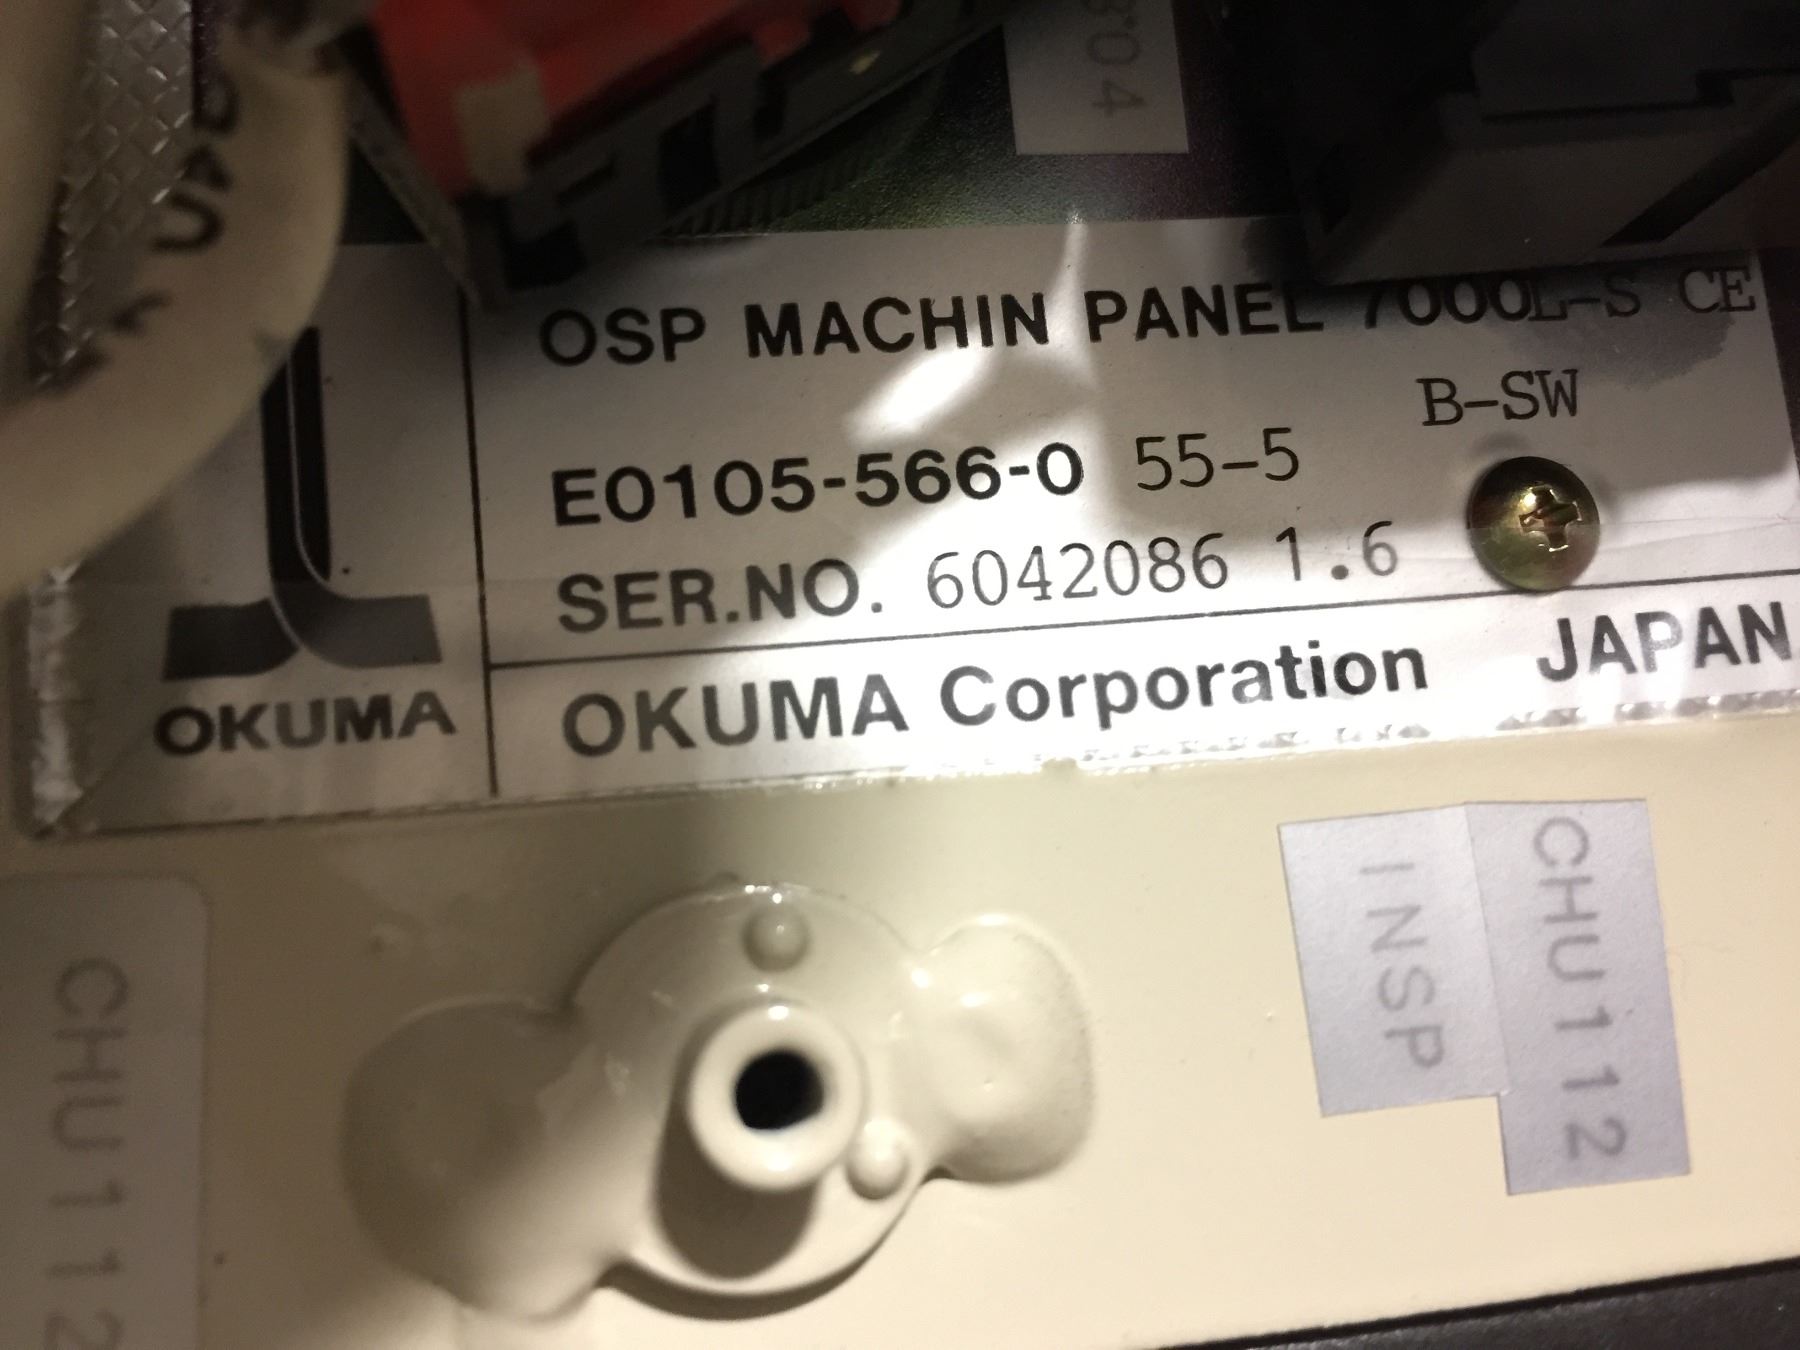 304
OSP MACHIN PANEL 7000L-S CE
B-SW
E0105-566-0 55-5
SER.NO. 6042086 1.6
OKUMA
OKUMA Corporation JAPAN
CHU112
INSP
CHU112